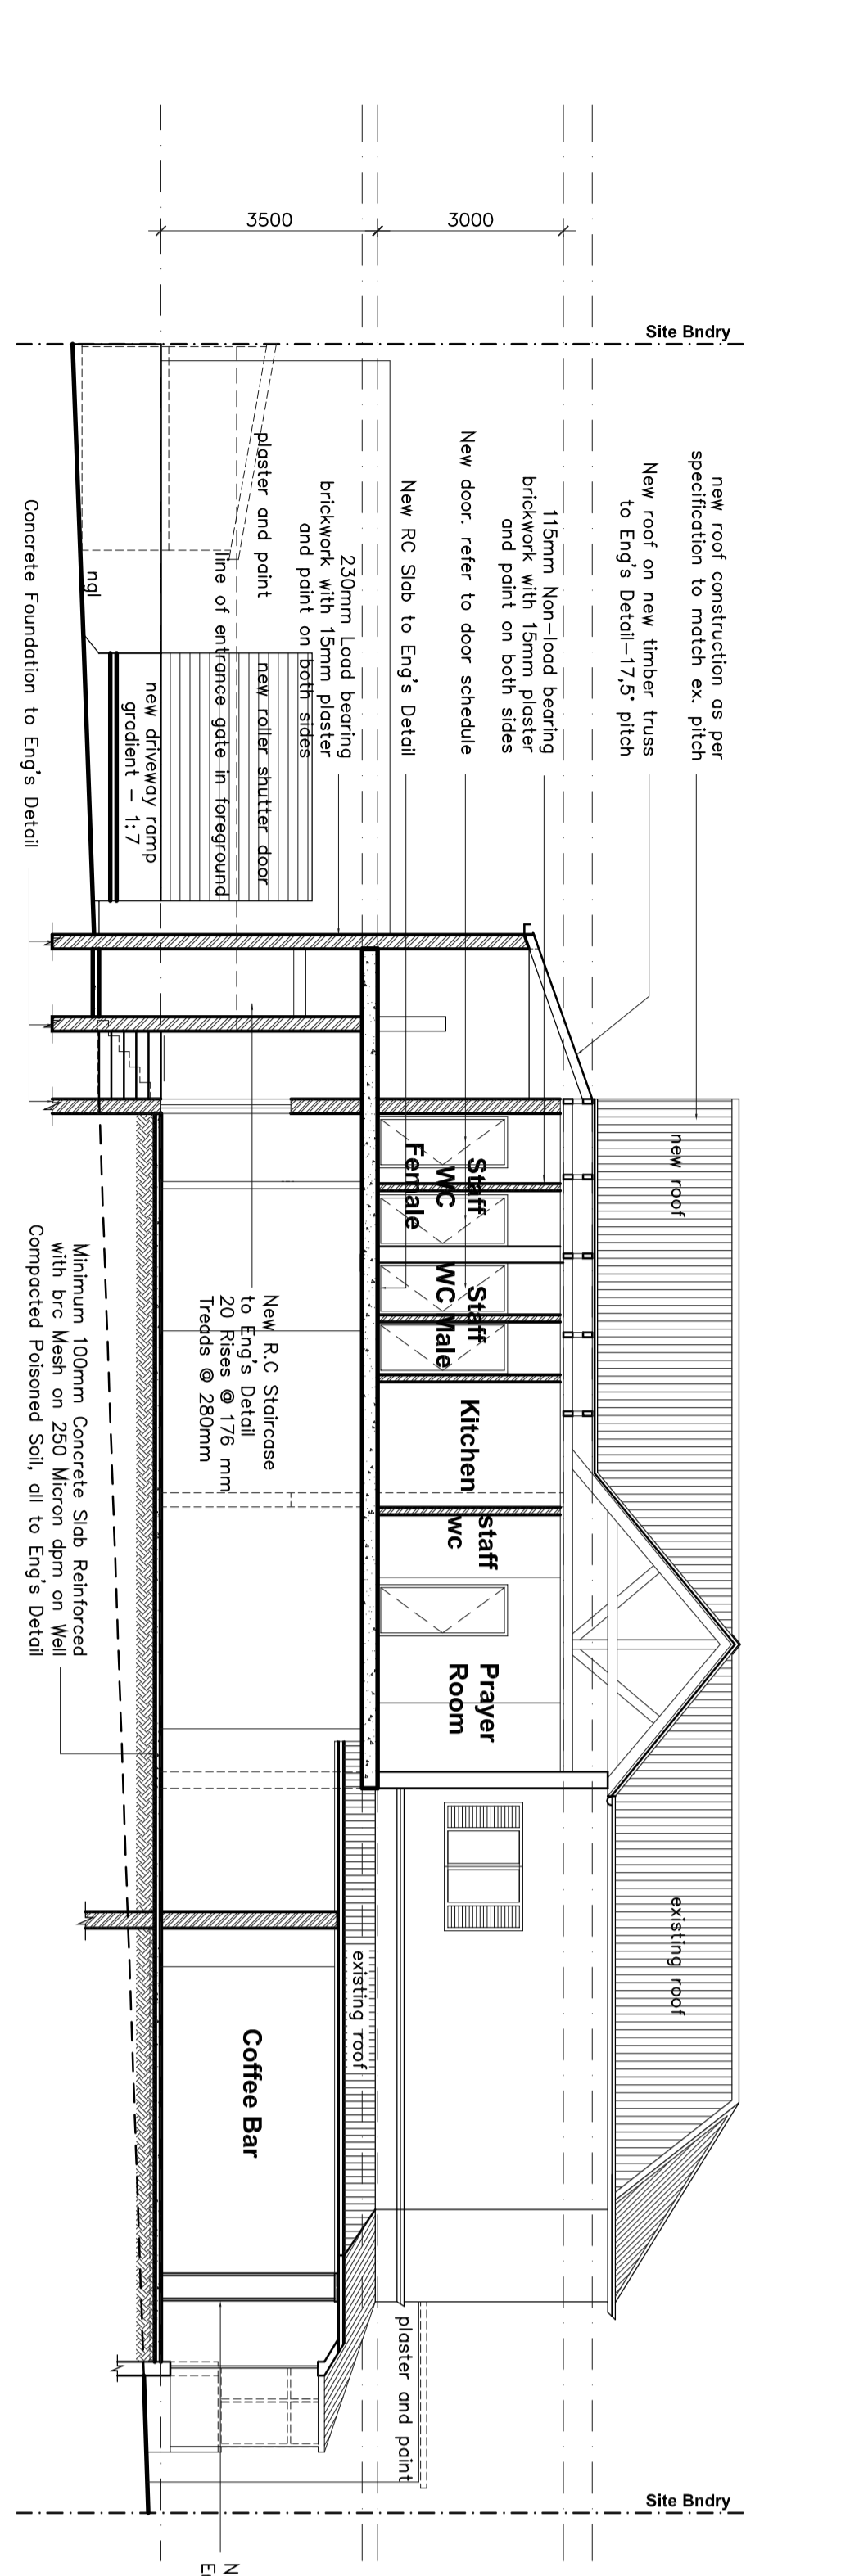 3500
3000
Site Bndry
new roof construction as per
specification to match ex. pitch
New roof on new timber truss
to Eng's Detail-17,5° pitch
115mm Non-load bearing
brickwork with 15mm plaster
and paint on both sides
New door. refer to door schedule
New RC Slab to Eng's Detail
230mm Load bearing
brickwork with 15mm plaster
and paint on both sides
plaster and paint
line of entrance gate in foreground
new roller shutter door
new driveway ramp
gradient - 1:7
ngl
Concrete Foundation to Eng's Detail
new roof
Staff
WC
Female
Staff
WC Male
Kitchen
staff
wc
Prayer
Room
New R.C Staircase
to Eng's Detail
20 Rises @ 176 mm
Treads @ 280mm
Minimum 100mm Concrete Slab Reinforced
with brc Mesh on 250 Micron dpm on Well
Compacted Poisoned Soil, all to Eng's Detail
existing roof
existing roof
Coffee Bar
plaster and paint
Site Bndry